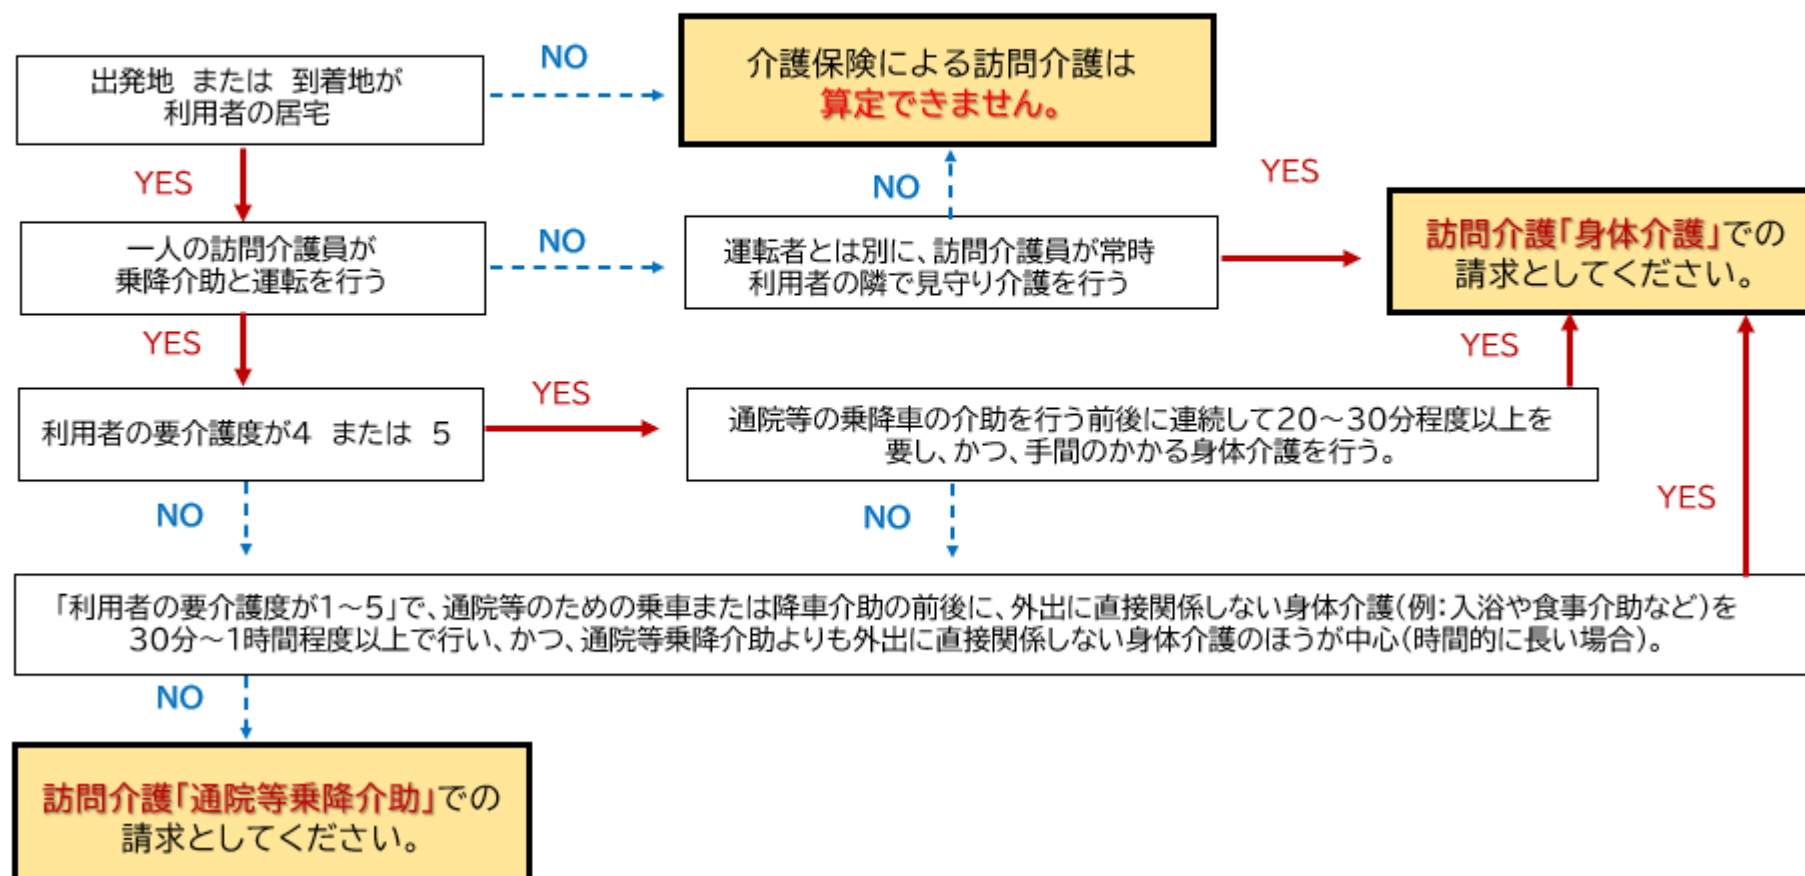 出発地 または 到着地が
利用者の居宅
NO
介護保険による訪問介護は
算定できません。
YES
NO
YES
一人の訪問介護員が
乗降介助と運転を行う
NO
運転者とは別に、訪問介護員が常時
利用者の隣で見守り介護を行う
訪問介護「身体介護」での
請求としてください。
YES
YES
利用者の要介護度が4 または 5
YES
通院等の乗降車の介助を行う前後に連続して20～30分程度以上を
要し、かつ、手間のかかる身体介護を行う。
NO
NO
YES
「利用者の要介護度が1～5」で、通院等のための乗車または降車介助の前後に、外出に直接関係しない身体介護(例：入浴や食事介助など)を
30分～1時間程度以上で行い、かつ、通院等乗降介助よりも外出に直接関係しない身体介護のほうが中心(時間的に長い場合)。
NO
訪問介護「通院等乗降介助」での
請求としてください。